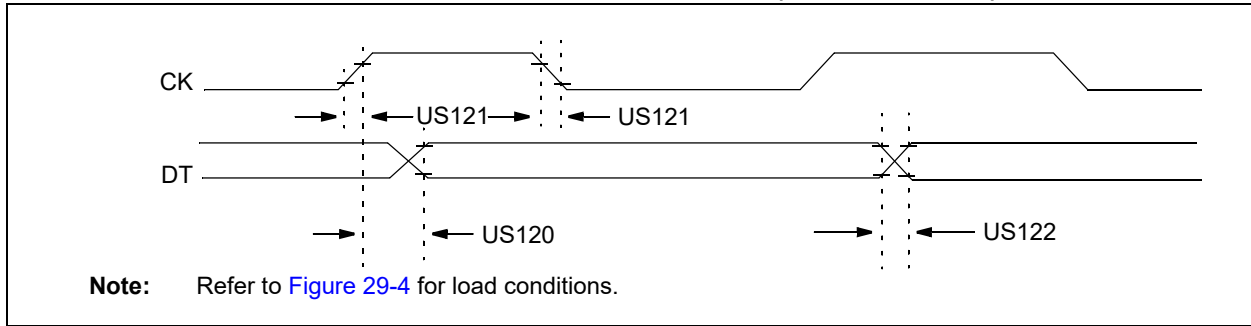 CK
US121 US121
DT
US120 US122
Note: Refer to Figure 29-4 for load conditions.